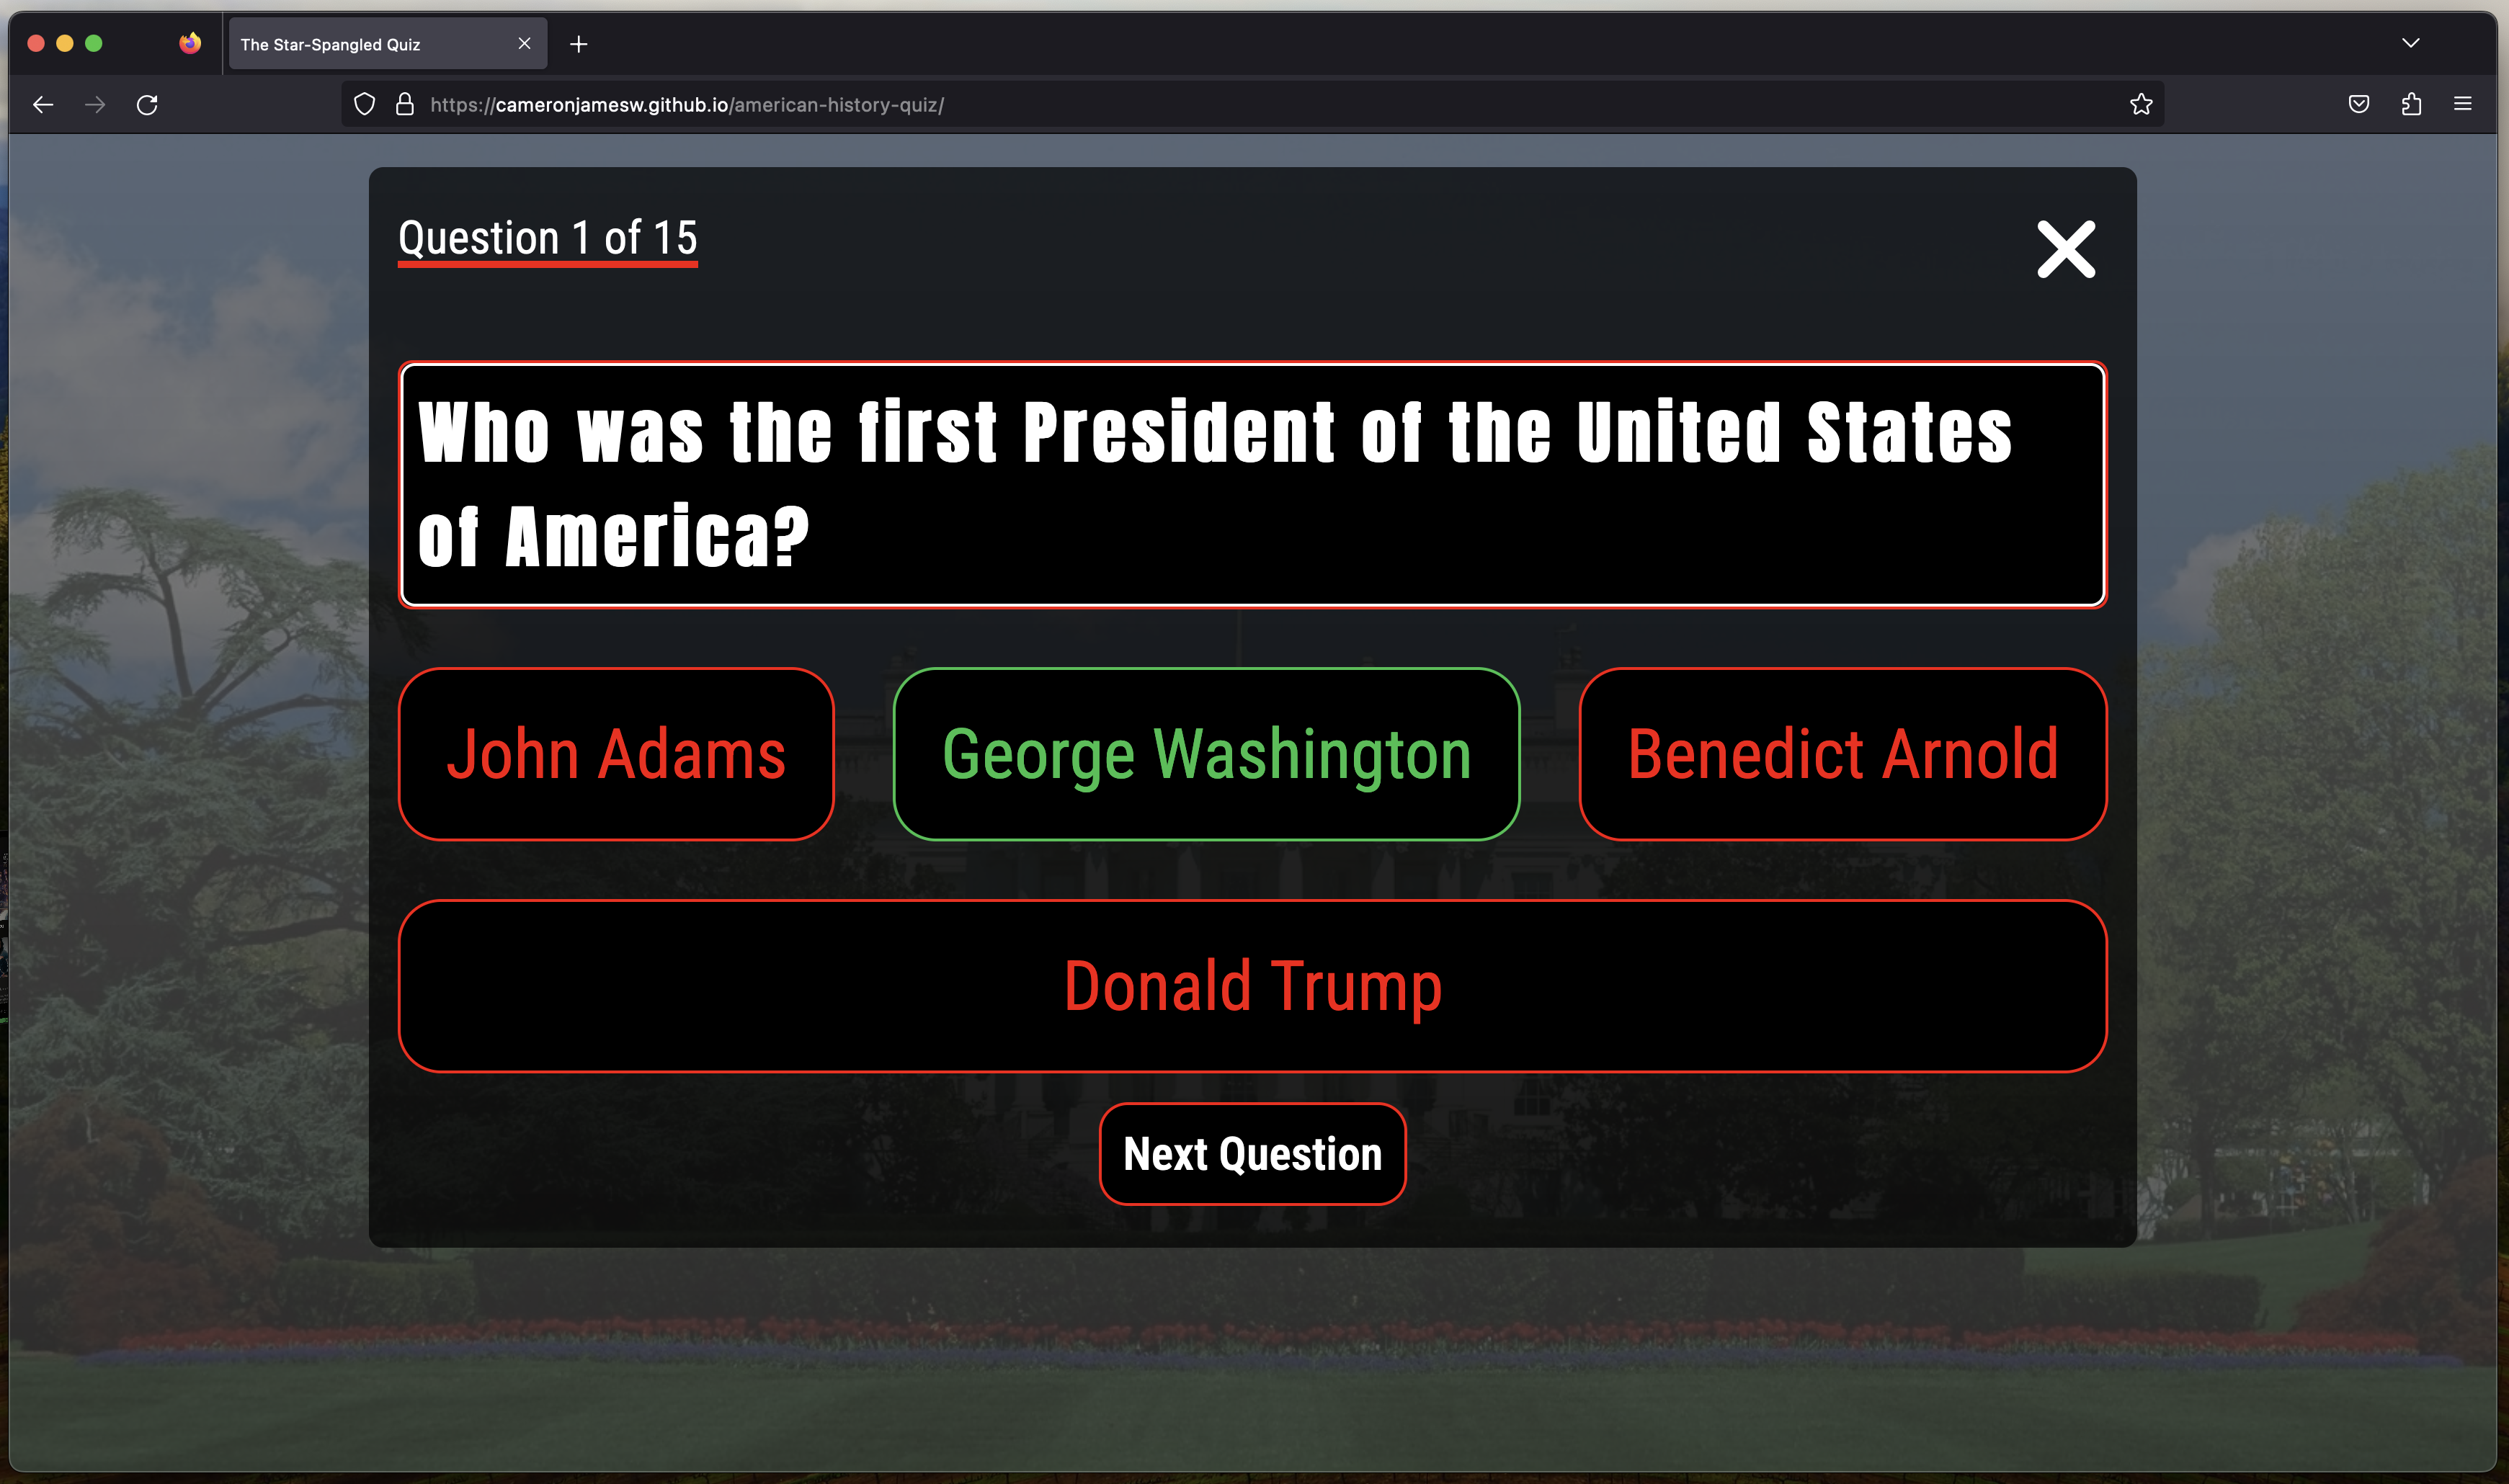 The Star-Spangled Quiz
https://cameronjamesw.github.io/american-history-quiz/
Question 1 of 15
Who was the first President of the United States
of America?
John Adams
George Washington
Benedict Arnold
Donald Trump
Next Question